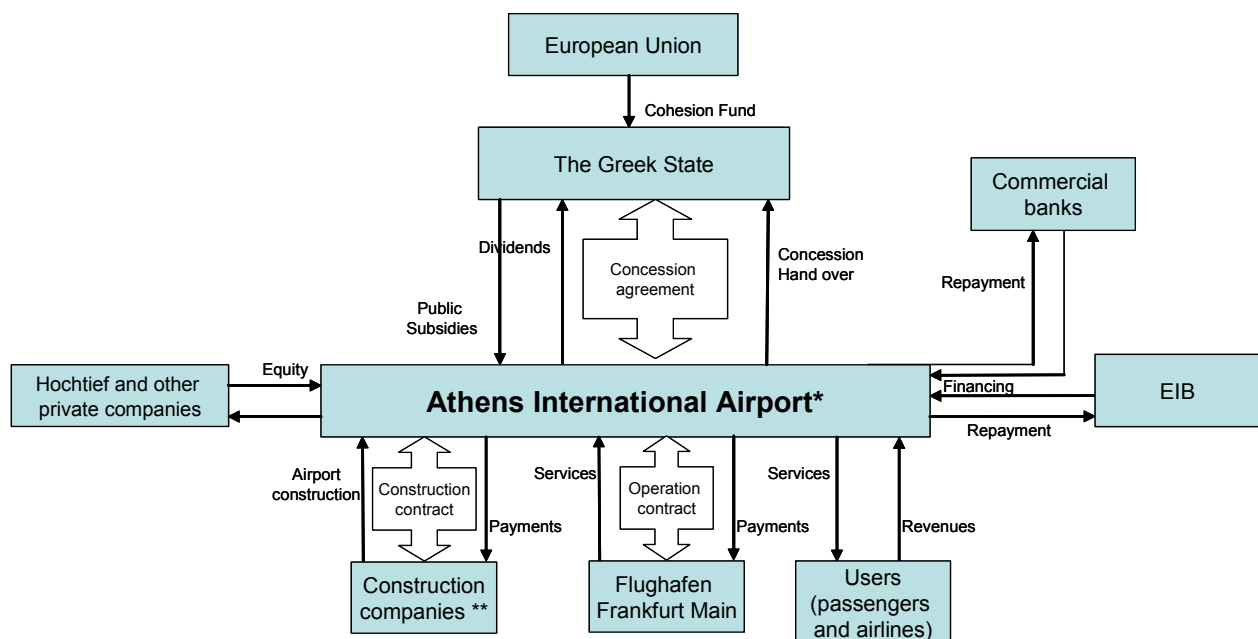 European Union
Cohesion Fund
The Greek State
Commercial
banks
Dividends
Concession
agreement
Concession
Hand over
Repayment
Public
Subsidies
Hochtief and other
private companies
Equity
Athens International Airport*
Financing
EIB
Repayment
Airport
construction
Construction
contract
Payments
Services
Operation
contract
Payments
Services
Revenues
Construction
companies **
Flughafen
Frankfurt Main
Users
(passengers
and airlines)